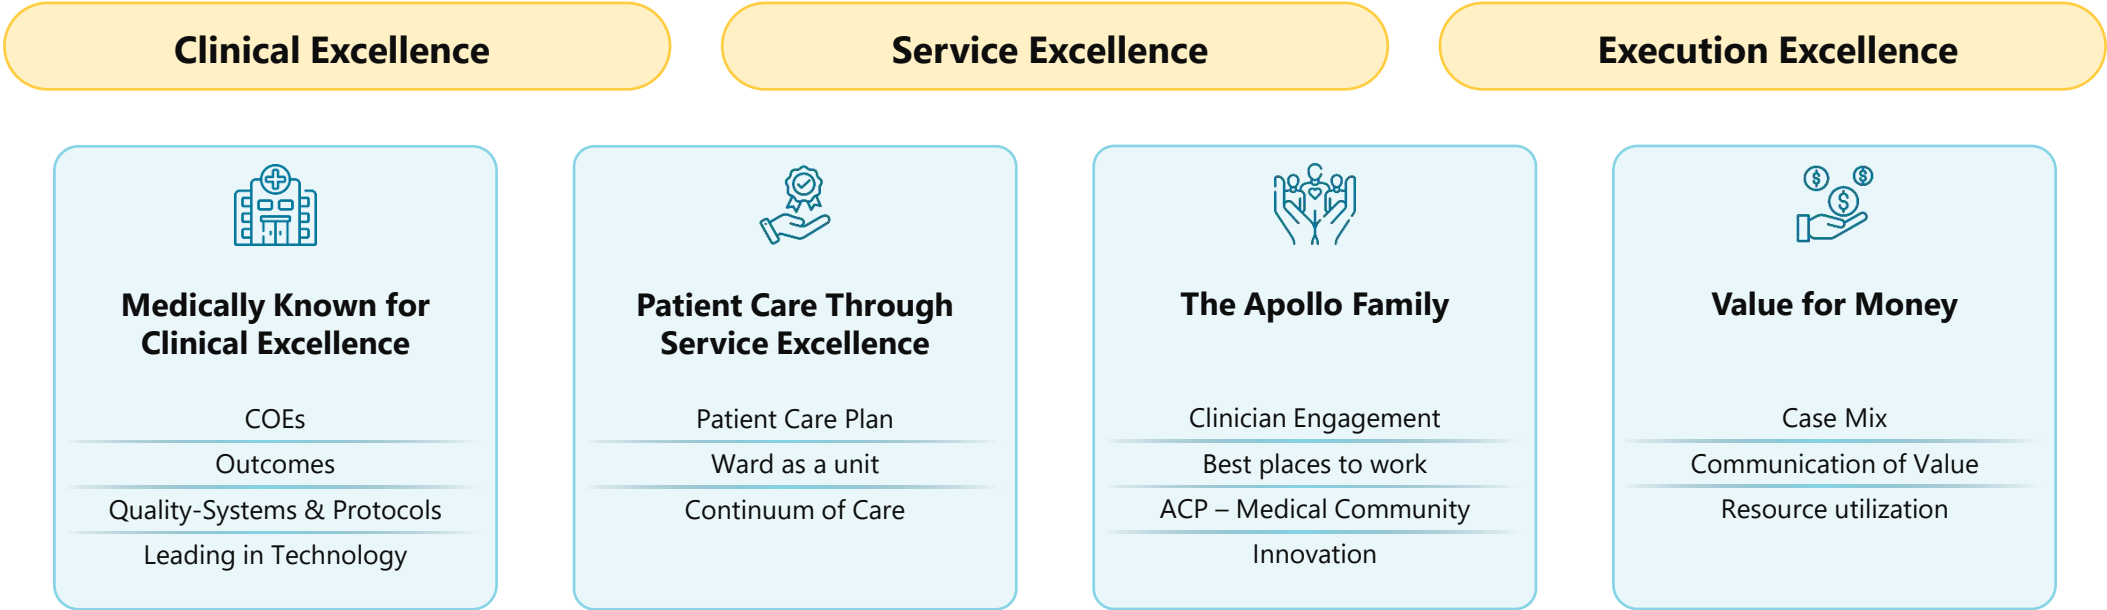 Clinical Excellence
Service Excellence
Execution Excellence
Medically Known for
Clinical Excellence
COEs
Outcomes
Quality-Systems & Protocols
Leading in Technology
Patient Care Through
Service Excellence
Patient Care Plan
Ward as a unit
Continuum of Care
The Apollo Family
Clinician Engagement
Best places to work
ACP – Medical Community
Innovation
Value for Money
Case Mix
Communication of Value
Resource utilization